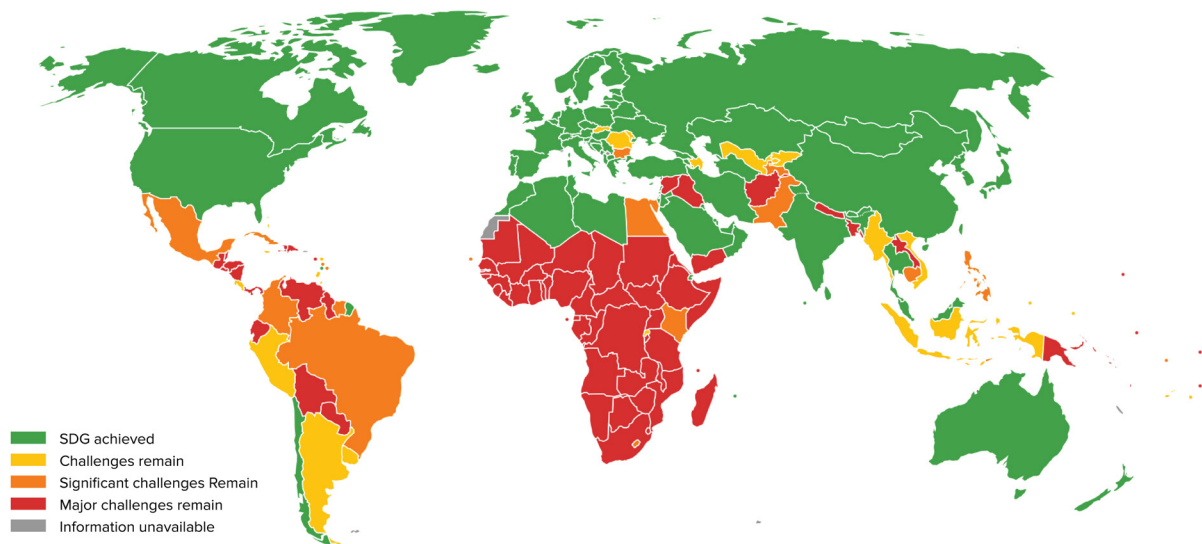 SDG achieved
Challenges remain
Significant challenges Remain
Major challenges remain
Information unavailable